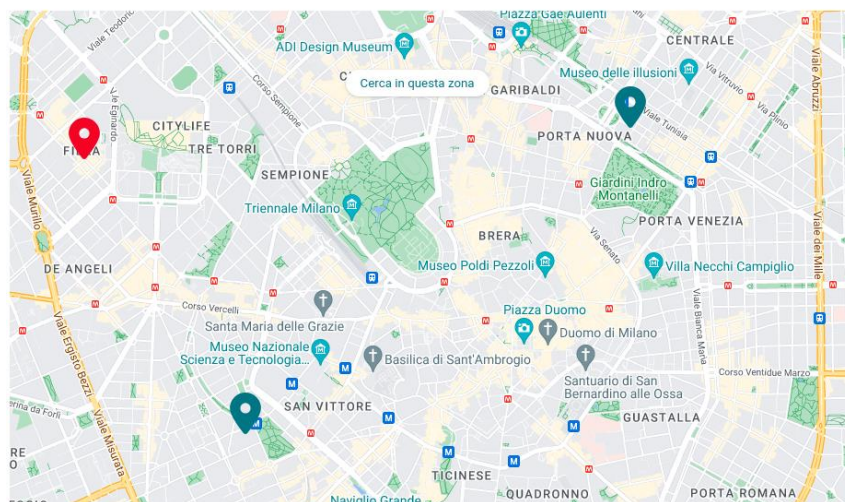 Piazza Gae Aulenti
Viale Teodorico
ADI Design Museum
CENTRALE
Corso Sempione
Museo delle illusioni
Via Vitruvio
Viale Abruzzi
Cerca in questa zona
GARIBALDI
Vle Eginardo
Via Plinio
CITYLIFE
Viale Tunisia
PORTA NUOVA
FIERA
TRE TORRI
SEMPIONE
Giardini Indro
Montanelli
Viale Murillo
Triennale Milano
PORTA VENEZIA
BRERA
Via Senato
Viale dei Mille
DE ANGELI
Museo Poldi Pezzoli
Villa Necchi Campiglio
Corso Vercelli
Piazza Duomo
Santa Maria delle Grazie
Duomo di Milano
Viale Bianca Maria
Museo Nazionale
Scienza e Tecnologia...
Basilica di Sant'Ambrogio
Viale Ergisto Bezzi
Corso Ventidue Marzo
Santuario di San
Bernardino alle Ossa
SAN VITTORE
GUASTALLA
Viale Misurata
TICINESE
QUADRONNO
PORTA ROMANA
Naviglio Grande